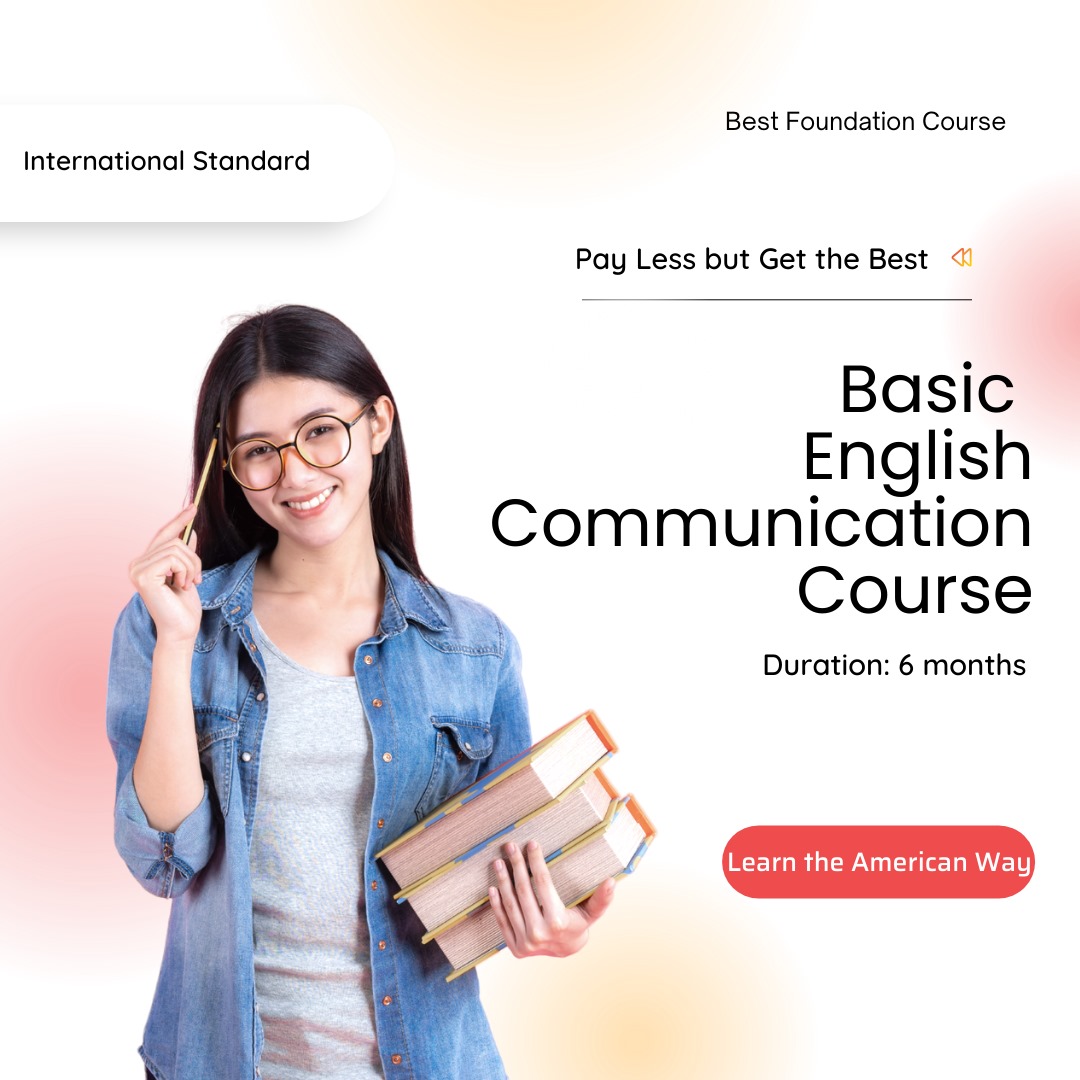 Best Foundation Course
International Standard
Pay Less but Get the Best
Basic
English
Communication
Course
Duration: 6 months
Learn the American Way